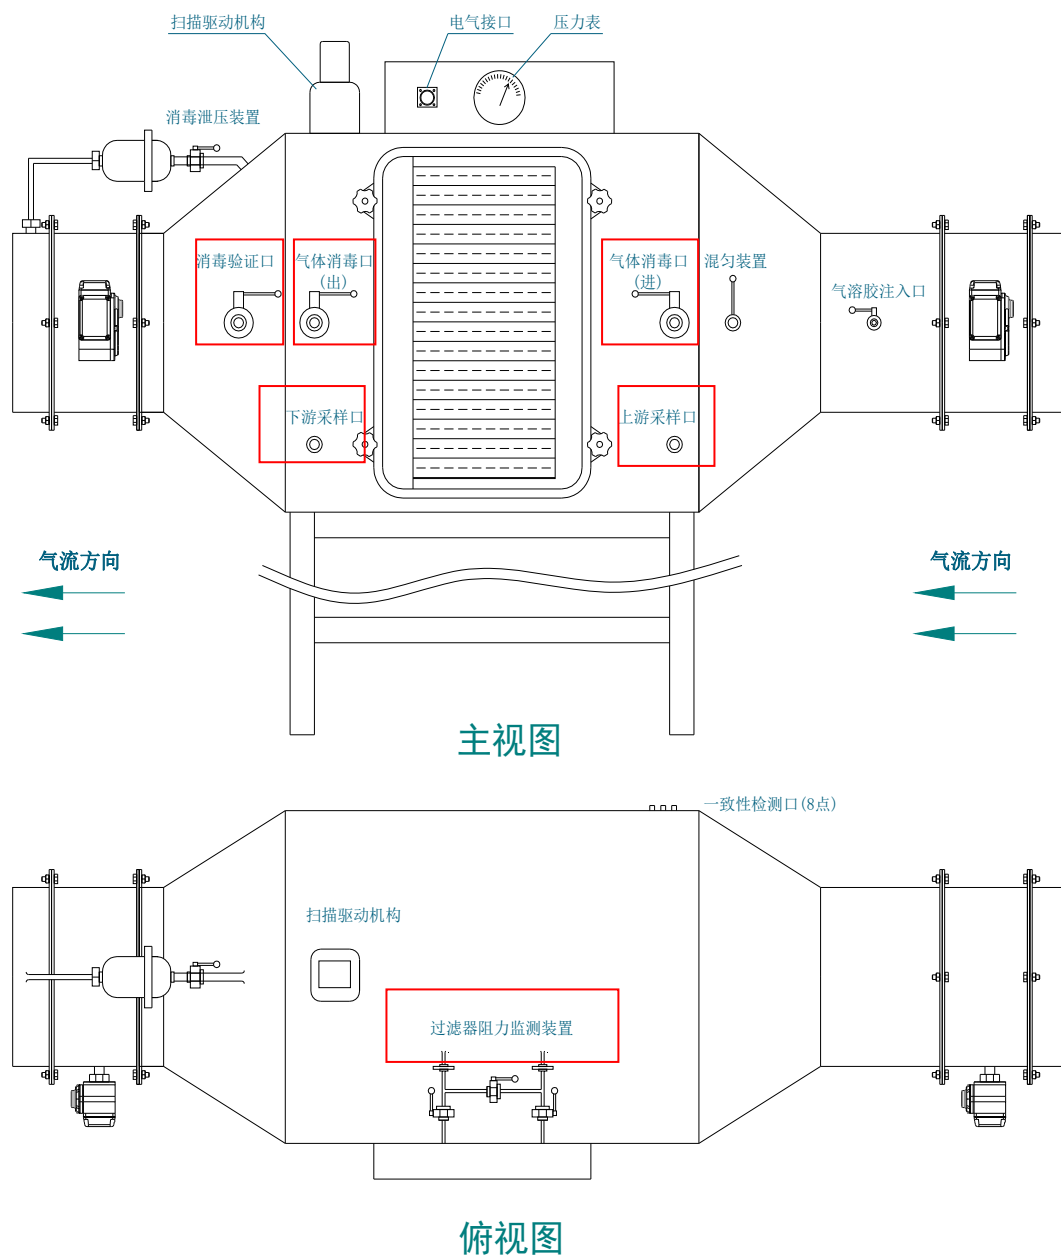 扫描驱动机构
电气接口
压力表
消毒泄压装置
消毒验证口
气体消毒口
(出)
气体消毒口
(进)
混匀装置
气溶胶注入口
下游采样口
上游采样口
气流方向
气流方向
主视图
一致性检测口(8点)
扫描驱动机构
过滤器阻力监测装置
俯视图